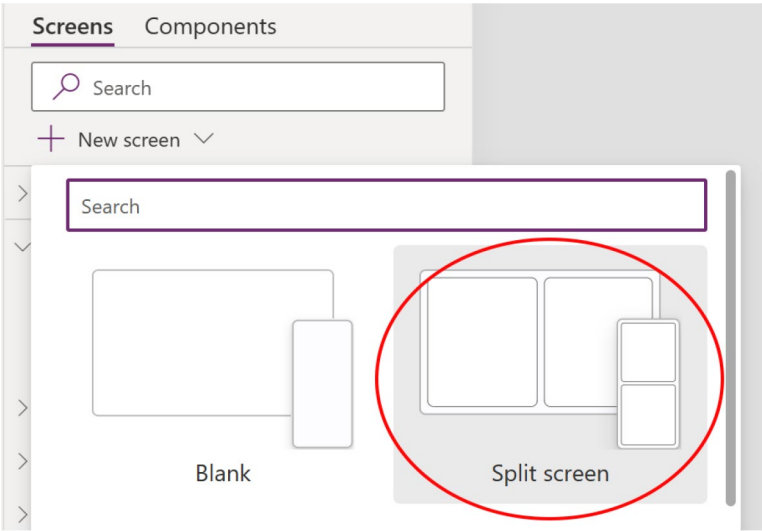 Screens Components
Search
New screen
Search
Blank Split screen